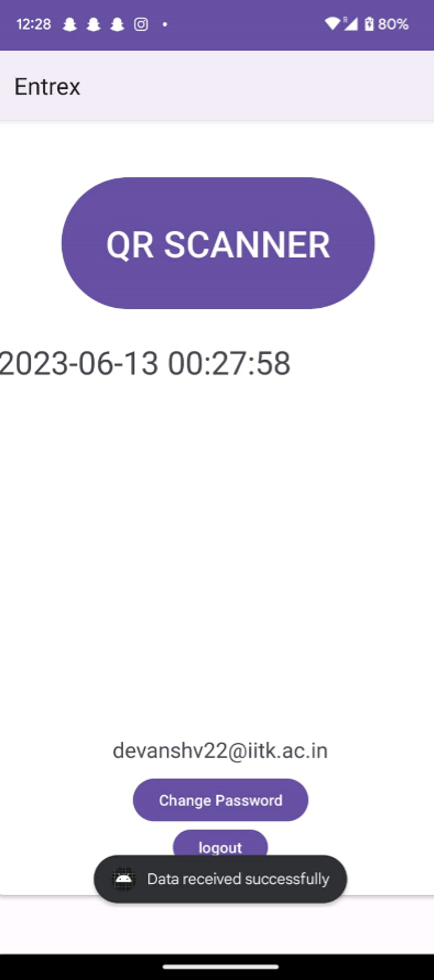 12:28
R
80%
Entrex
QR SCANNER
2023-06-13 00:27:58
devanshv22@iitk.ac.in
Change Password
logout
Data received successfully